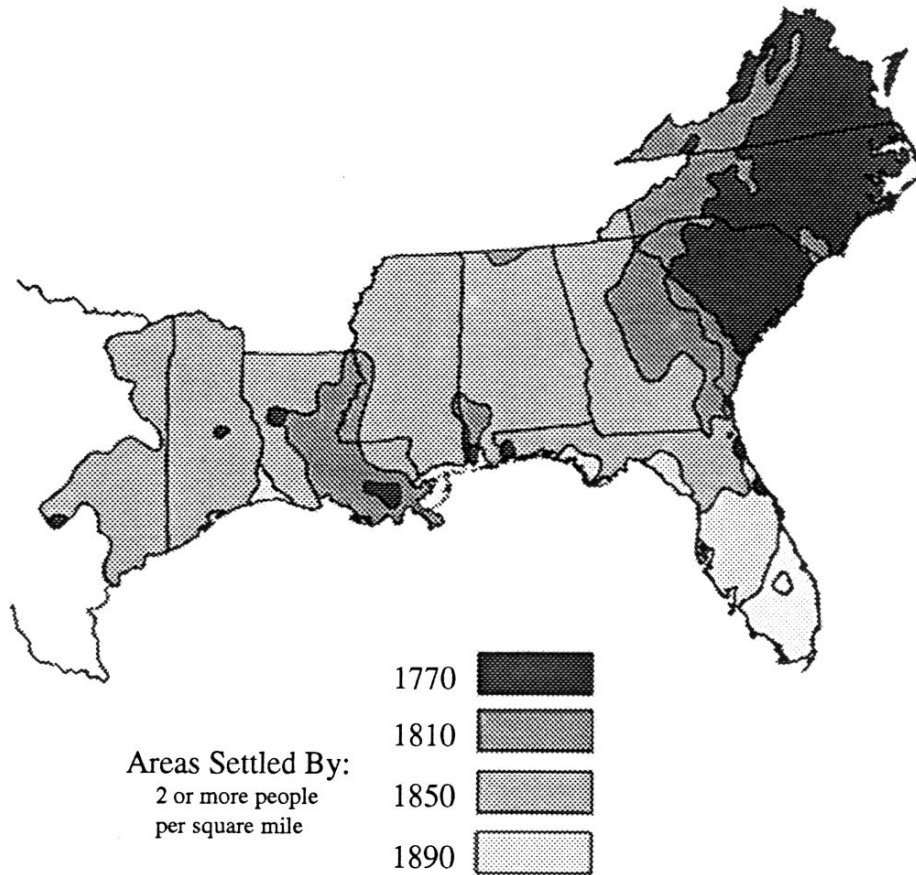 1770
1810
Areas Settled By:
2 or more people
per square mile
1850
1890